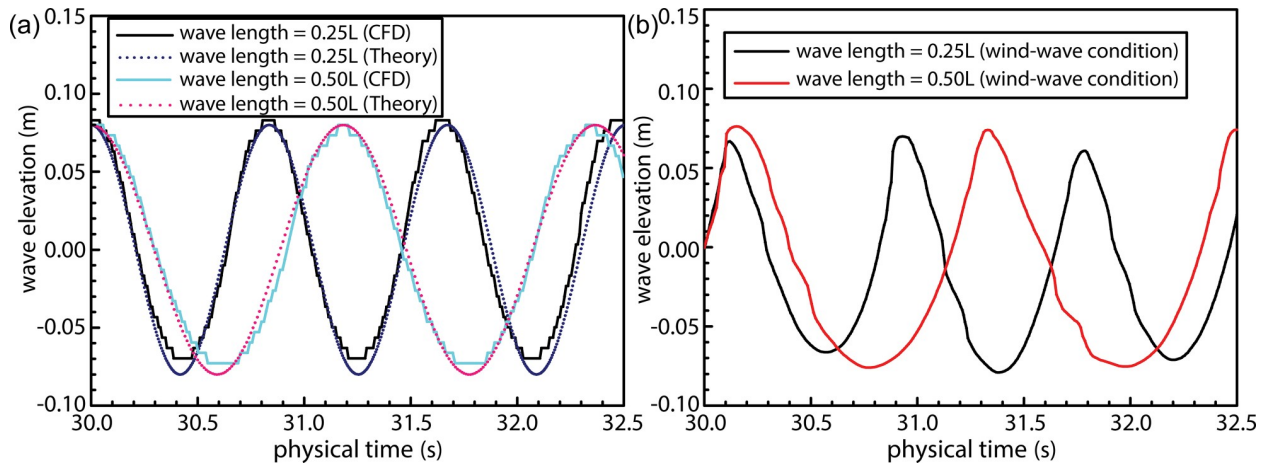 (a)
wave length = 0.25L (CFD)
wave length = 0.25L (Theory)
wave length = 0.50L (CFD)
wave length = 0.50L (Theory)
wave elevation (m)
0.15
0.10
0.05
0.00
-0.05
-0.10
30.0 30.5 31.0 31.5 32.0 32.5
physical time (s)
(b)
wave length = 0.25L (wind-wave condition)
wave length = 0.50L (wind-wave condition)
wave elevation (m)
0.15
0.10
0.05
0.00
-0.05
-0.10
30.0 30.5 31.0 31.5 32.0 32.5
physical time (s)